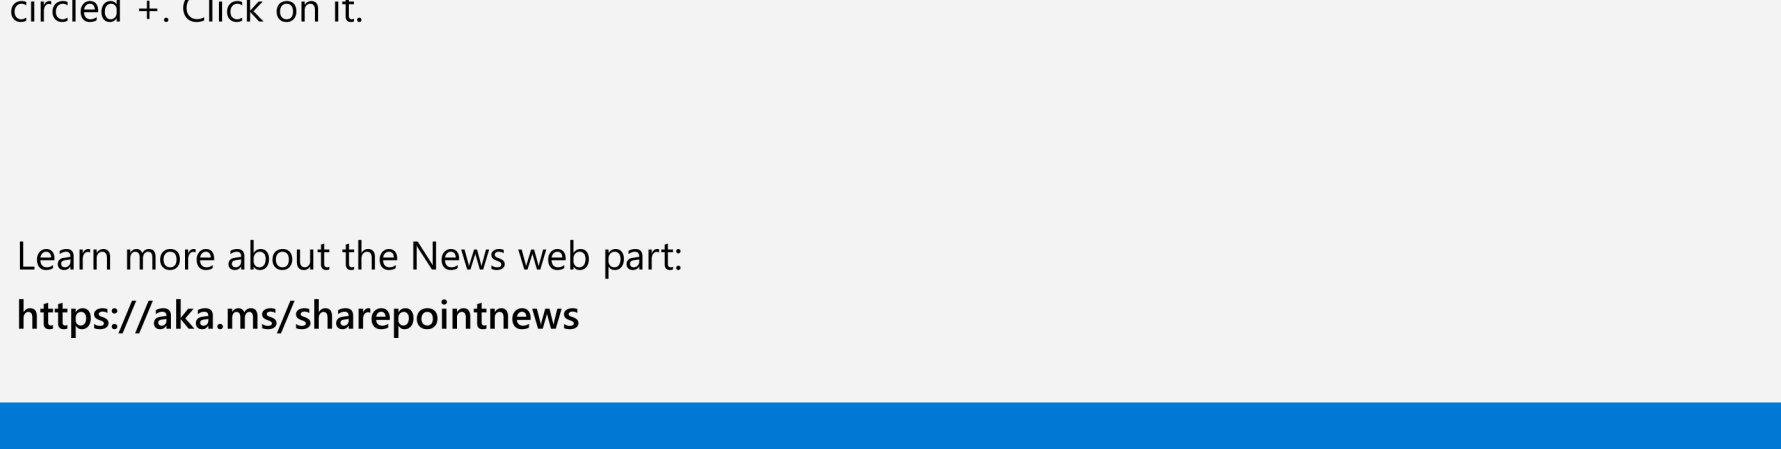 circled +. Click on it.
Learn more about the News web part:
https://aka.ms/sharepointnews